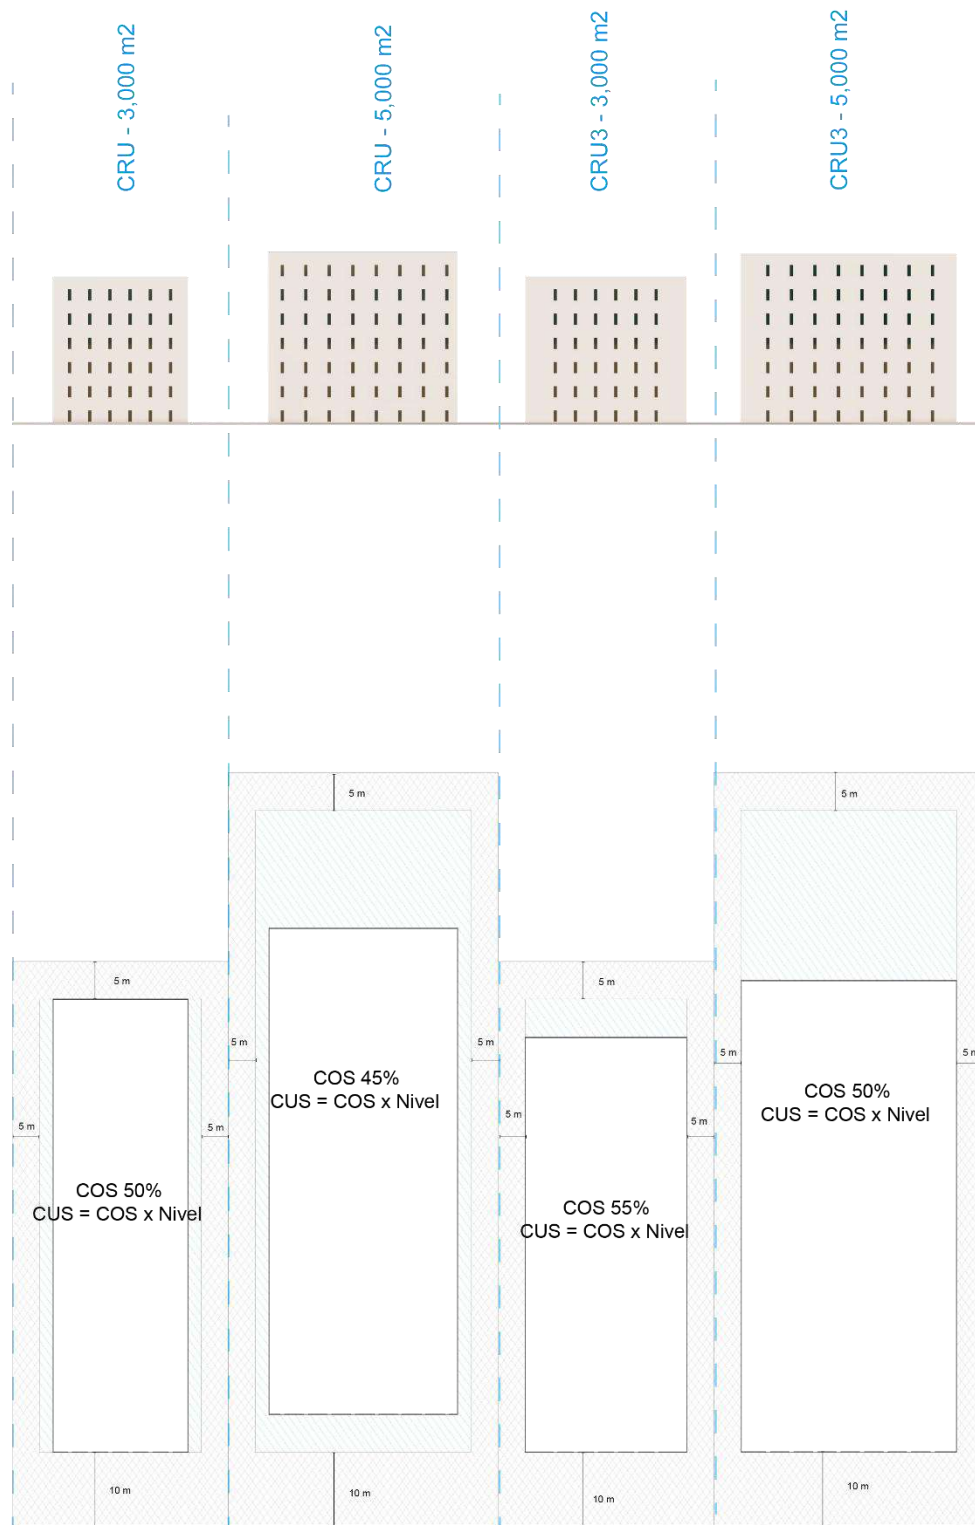 CRU - 3,000 m2
CRU - 5,000 m2
CRU3 - 3,000 m2
CRU3 - 5,000 m2
5 m
5 m
5 m
5 m
5 m
5 m
5 m
5 m
COS 45%
CUS = COS x Nivel
COS 50%
CUS = COS x Nivel
5 m
5 m
5 m
5 m
COS 50%
CUS = COS x Nivel
COS 55%
CUS = COS x Nivel
10 m
10 m
10 m
10 m